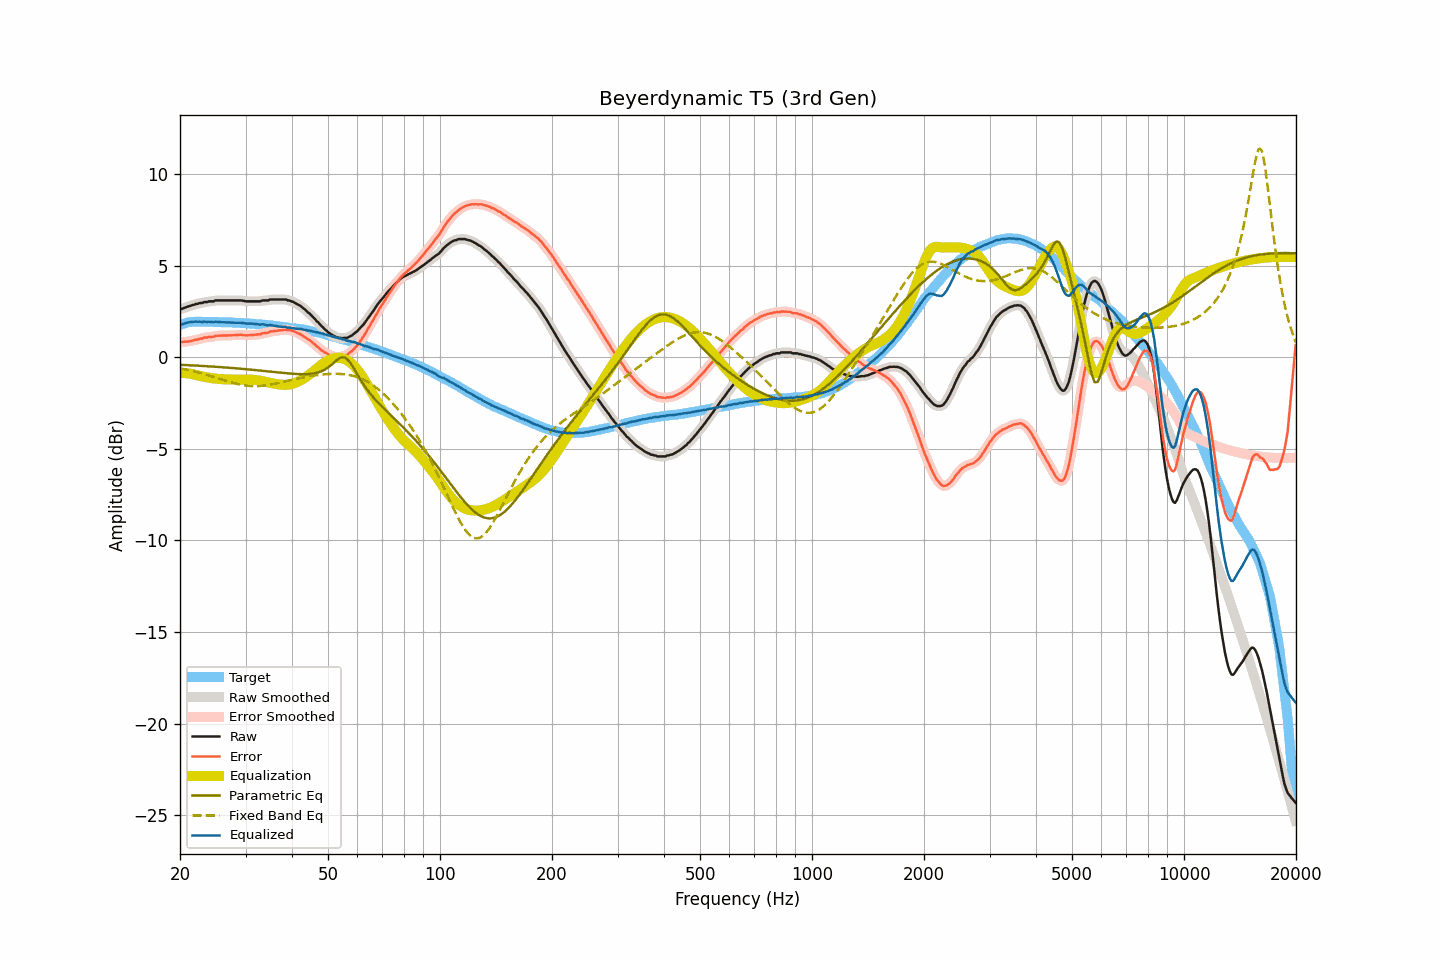 Beyerdynamic T5 (3rd Gen)
10
5
0
−5
−10
−15
−20
−25
Amplitude (dBr)
Target
Raw Smoothed
Error Smoothed
Raw
Error
Equalization
Parametric Eq
Fixed Band Eq
Equalized
20 50 100 200 500 1000 2000 5000 10000 20000
Frequency (Hz)